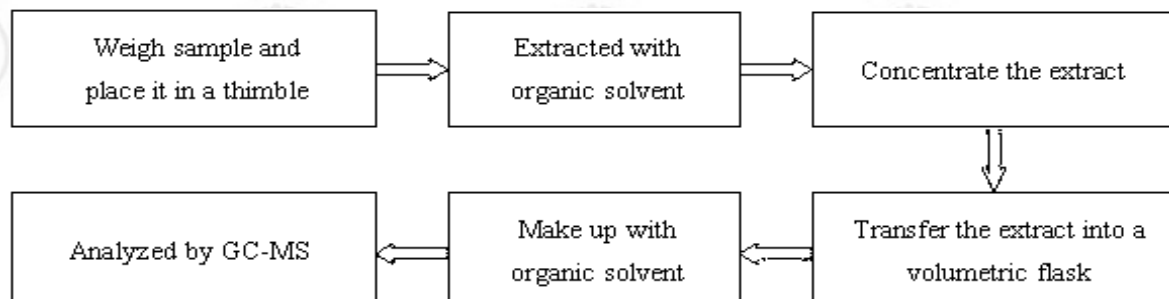 Weigh sample and
place it in a thimble
Extracted with
organic solvent
Concentrate the extract
Transfer the extract into a
volumetric flask
Make up with
organic solvent
Analyzed by GC-MS